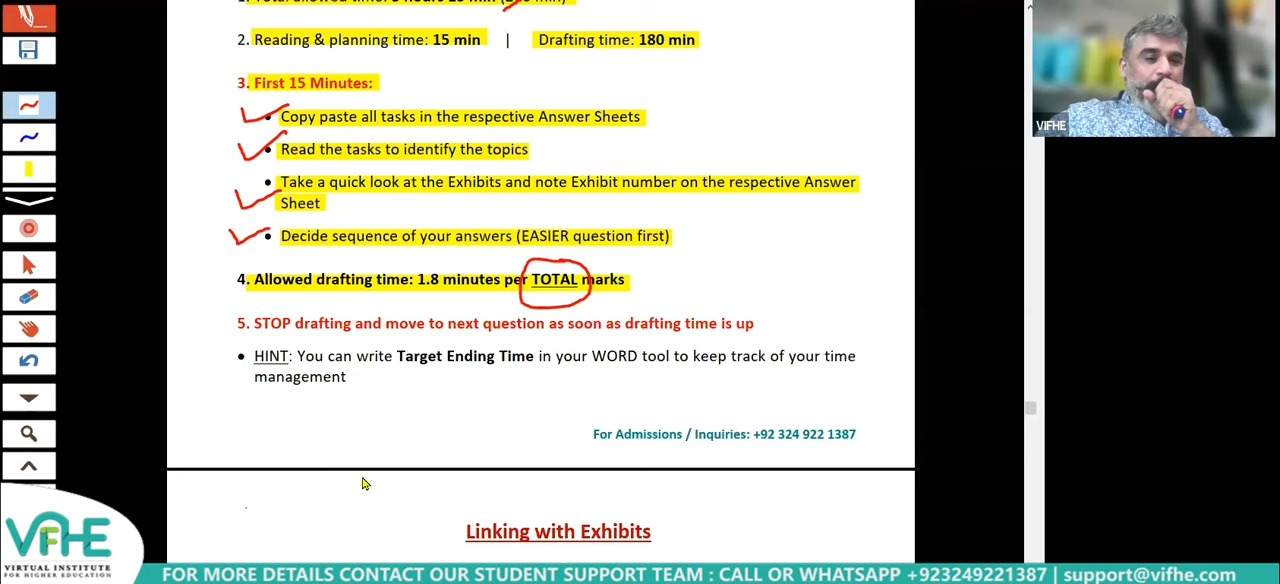 2. Reading & planning time: 15 min | Drafting time: 180 min
3. First 15 Minutes:
• Copy paste all tasks in the respective Answer Sheets
• Read the tasks to identify the topics
• Take a quick look at the Exhibits and note Exhibit number on the respective Answer
Sheet
• Decide sequence of your answers (EASIER question first)
4. Allowed drafting time: 1.8 minutes per TOTAL marks
5. STOP drafting and move to next question as soon as drafting time is up
• HINT: You can write Target Ending Time in your WORD tool to keep track of your time
management
For Admissions / Inquiries: +92 324 922 1387
Linking with Exhibits
VIFHE
VIFHE
VIRTUAL INSTITUTE
FOR HIGHER EDUCATION
FOR MORE DETAILS CONTACT OUR STUDENT SUPPORT TEAM : CALL OR WHATSAPP +923249221387 | support@vifhe.com